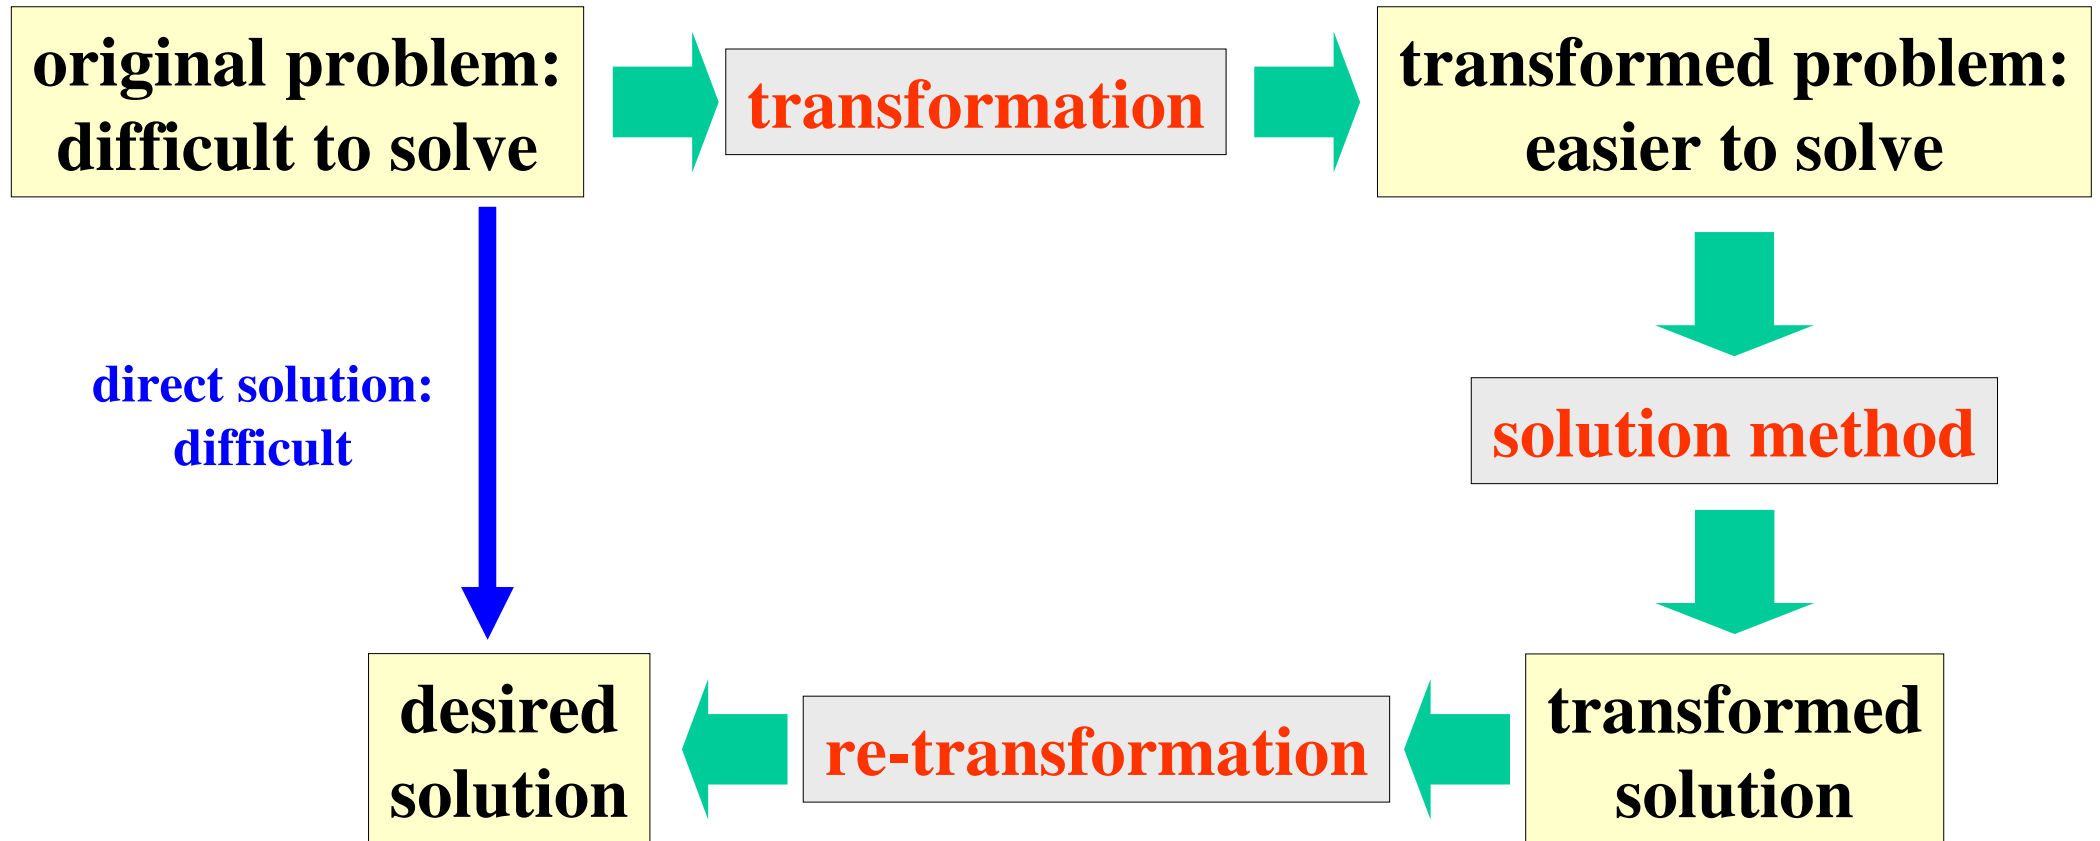 original problem:
difficult to solve
transformation
transformed problem:
easier to solve
direct solution:
difficult
solution method
desired
solution
re-transformation
transformed
solution